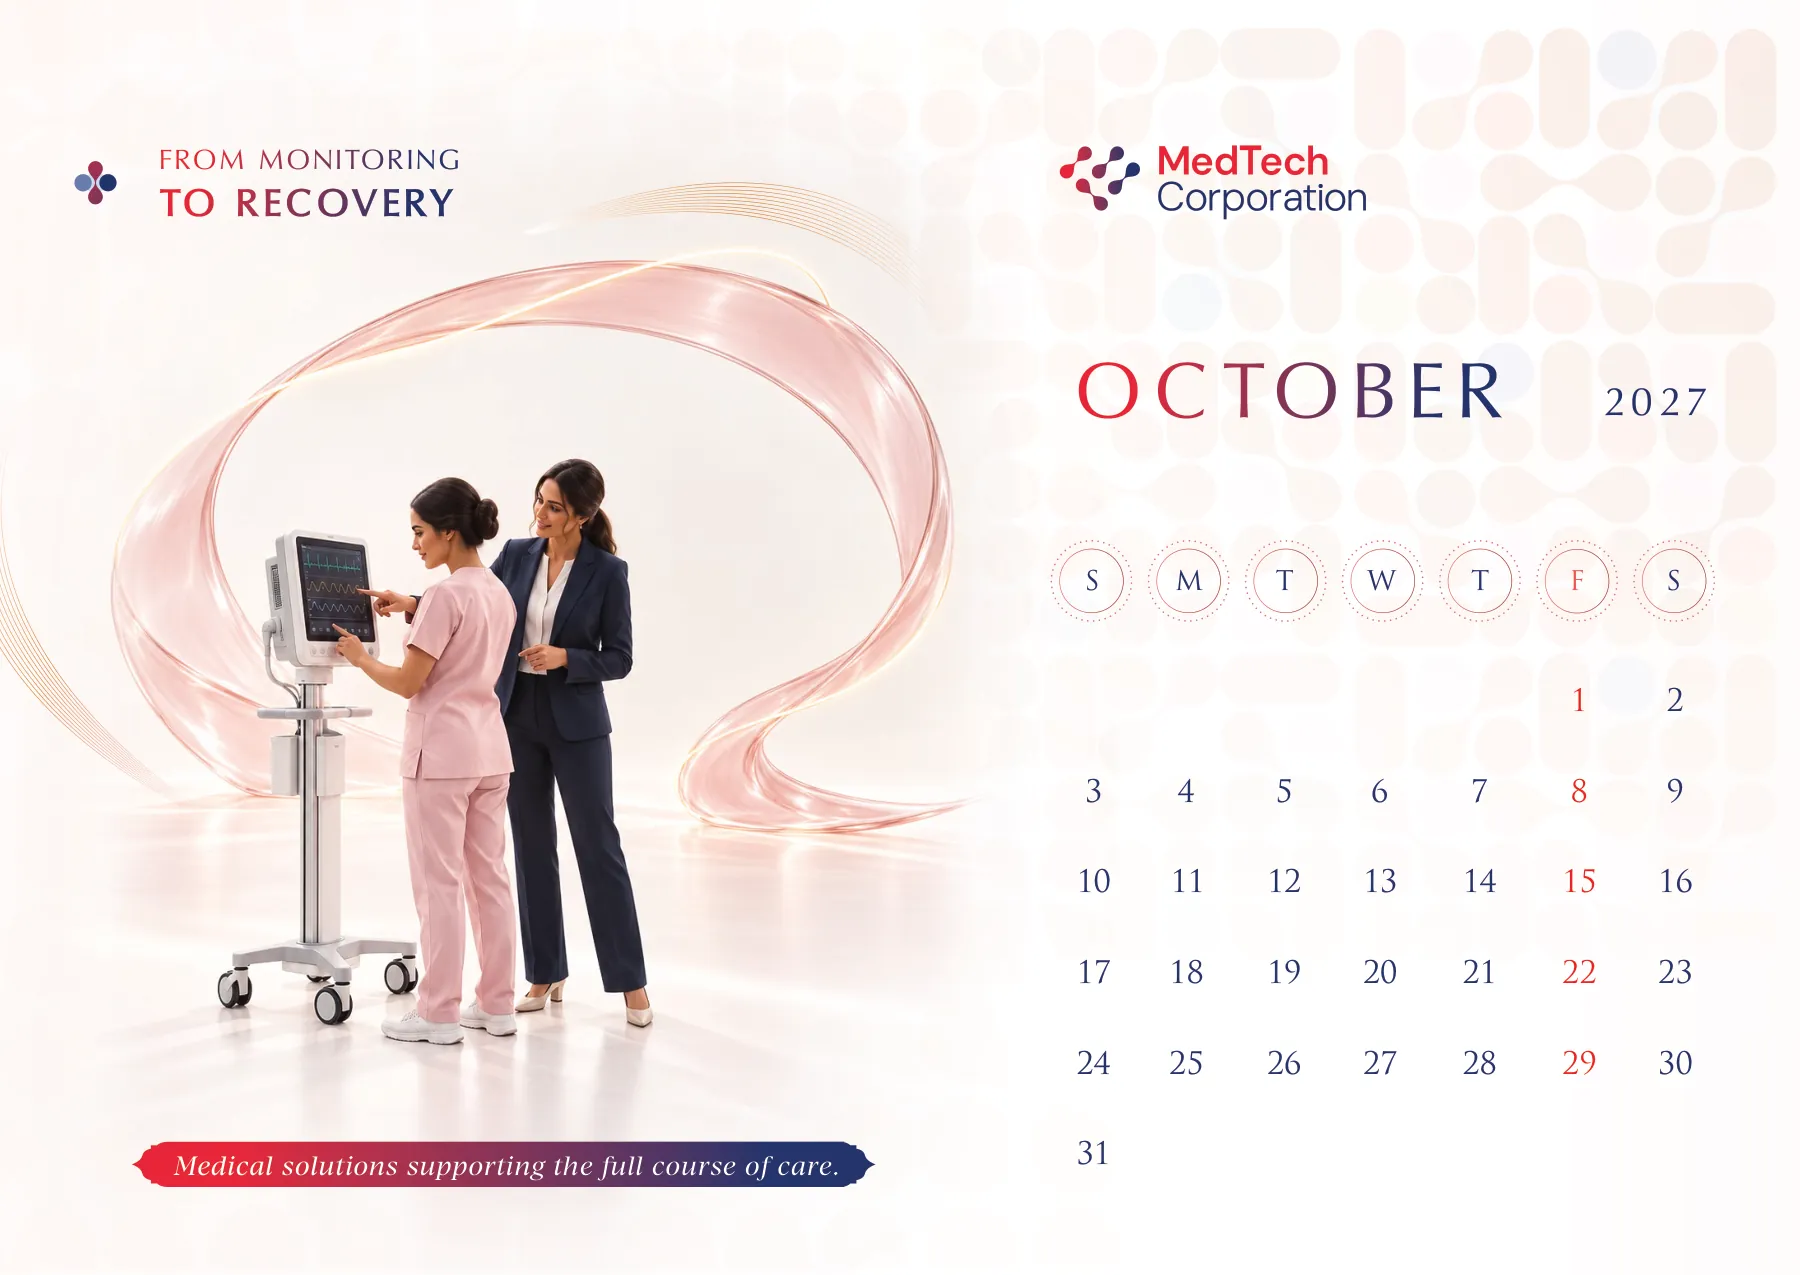 FROM MONITORING
TO RECOVERY
MedTech
Corporation
OCTOBER 2027
S M T W T F S
1 2
3 4 5 6 7 8 9
10 11 12 13 14 15 16
17 18 19 20 21 22 23
24 25 26 27 28 29 30
31
Medical solutions supporting the full course of care.